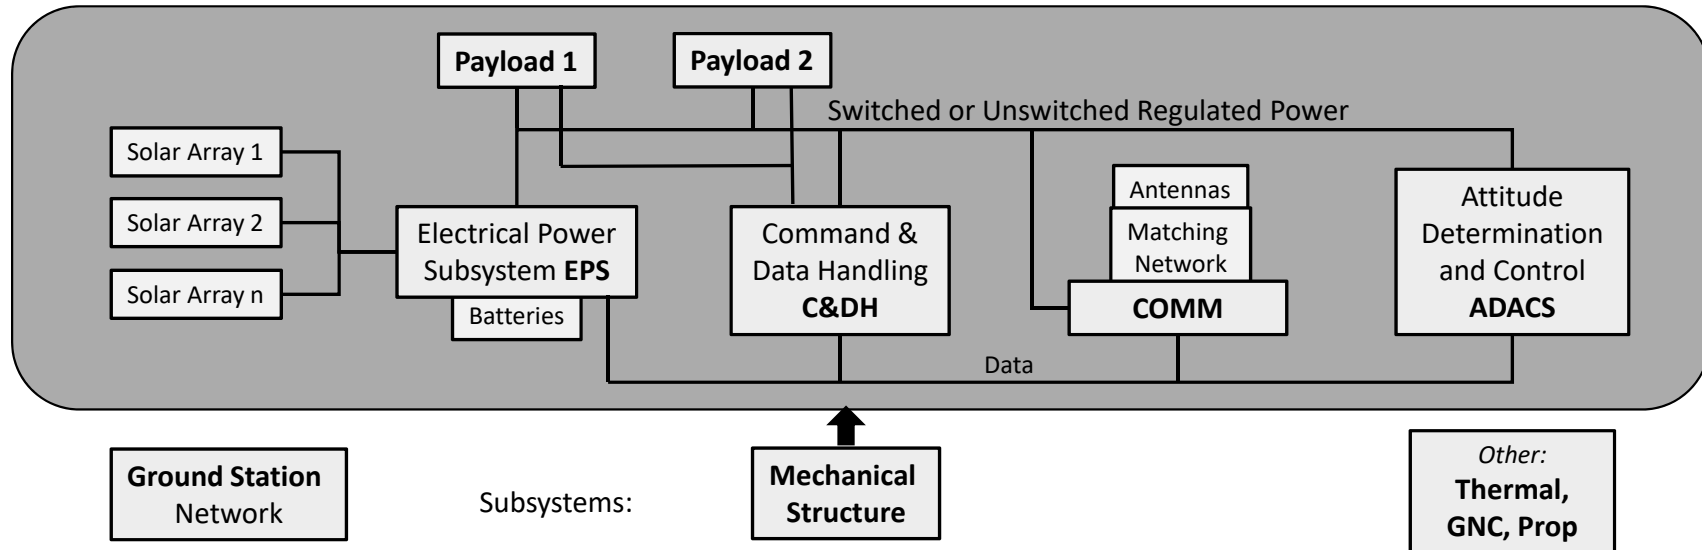 Payload 1
Payload 2
Switched or Unswitched Regulated Power
Solar Array 1
Solar Array 2
Solar Array n
Electrical Power
Subsystem EPS
Batteries
Command &
Data Handling
C&DH
Antennas
Matching
Network
COMM
Attitude
Determination
and Control
ADACS
Data
Ground Station
Network
Subsystems:
Mechanical
Structure
Other:
Thermal,
GNC, Prop